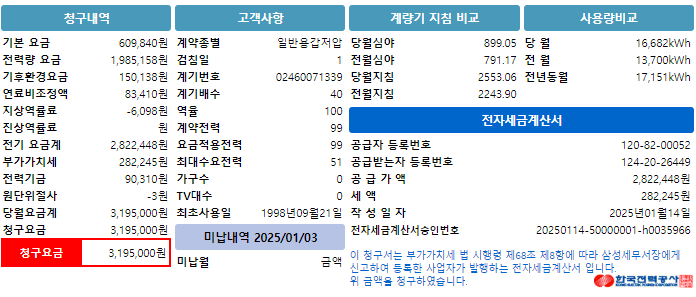 청구내역
기본 요금 609,840원
전력량 요금 1,985,158원
기후환경요금 150,138원
연료비조정액 83,410원
지상역률료 -6,098원
진상역률료 원
전기 요금계 2,822,448원
부가가치세 282,245원
전력기금 90,310원
원단위절사 -3원
당월요금계 3,195,000원
청구요금 3,195,000원
청구요금 3,195,000원
고객사항
계약종별 일반용갑저압
검침일 1
계기번호 02460071339
계기배수 40
역율 100
계약전력 99
요금적용전력 99
최대수요전력 51
가구수 0
TV대수 0
최초사용일 1998년09월21일
미납내역 2025/01/03
미납월 금액
계량기 지침 비교
당월심야 899.05
전월심야 791.17
당월지침 2553.06
전월지침 2243.90
사용량비교
당 월 16,682kWh
전 월 13,700kWh
전년동월 17,151kWh
전자세금계산서
공급자 등록번호 120-82-00052
공급받는자 등록번호 124-20-26449
공 급 가 액 2,822,448원
세 액 282,245원
작 성 일 자 2025년01월14일
전자세금계산서승인번호 20250114-50000001-h0035966
이 청구서는 부가가치세 법 시행령 제68조 제8항에 따라 삼성세무서장에게
신고하여 등록한 사업자가 발행하는 전자세금계산서 입니다.
위 금액을 청구하였습니다.
한국전력공사